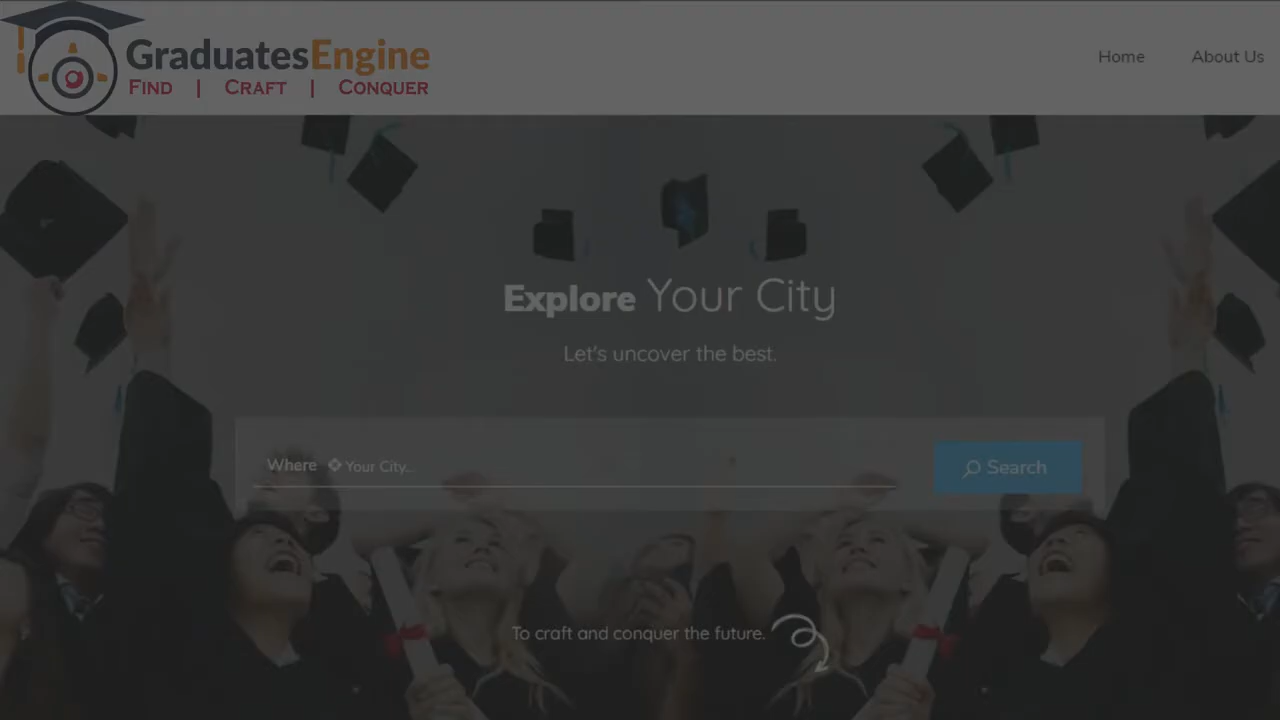 GraduatesEngine
FIND | CRAFT | CONQUER
Home About Us
Explore Your City
Let's uncover the best.
Where Your City...
Search
To craft and conquer the future.